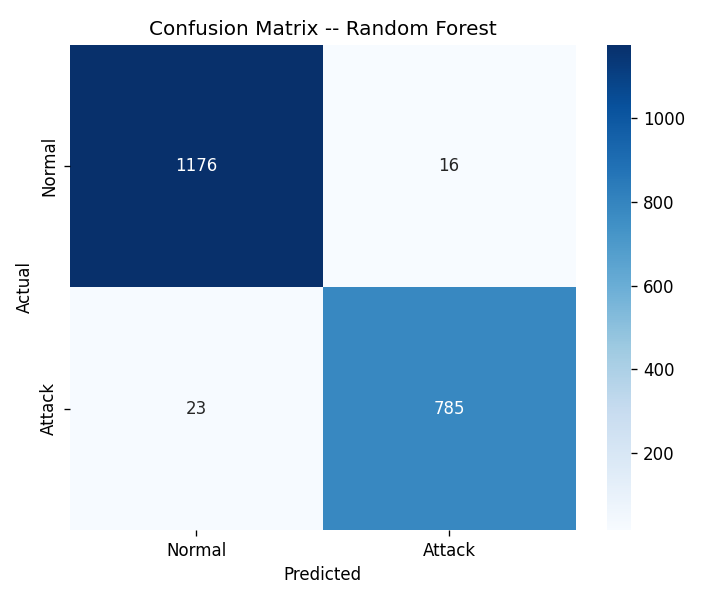 Confusion Matrix -- Random Forest
Normal
1176
16
1000
800
Actual
600
Attack
23
785
400
200
Normal
Attack
Predicted